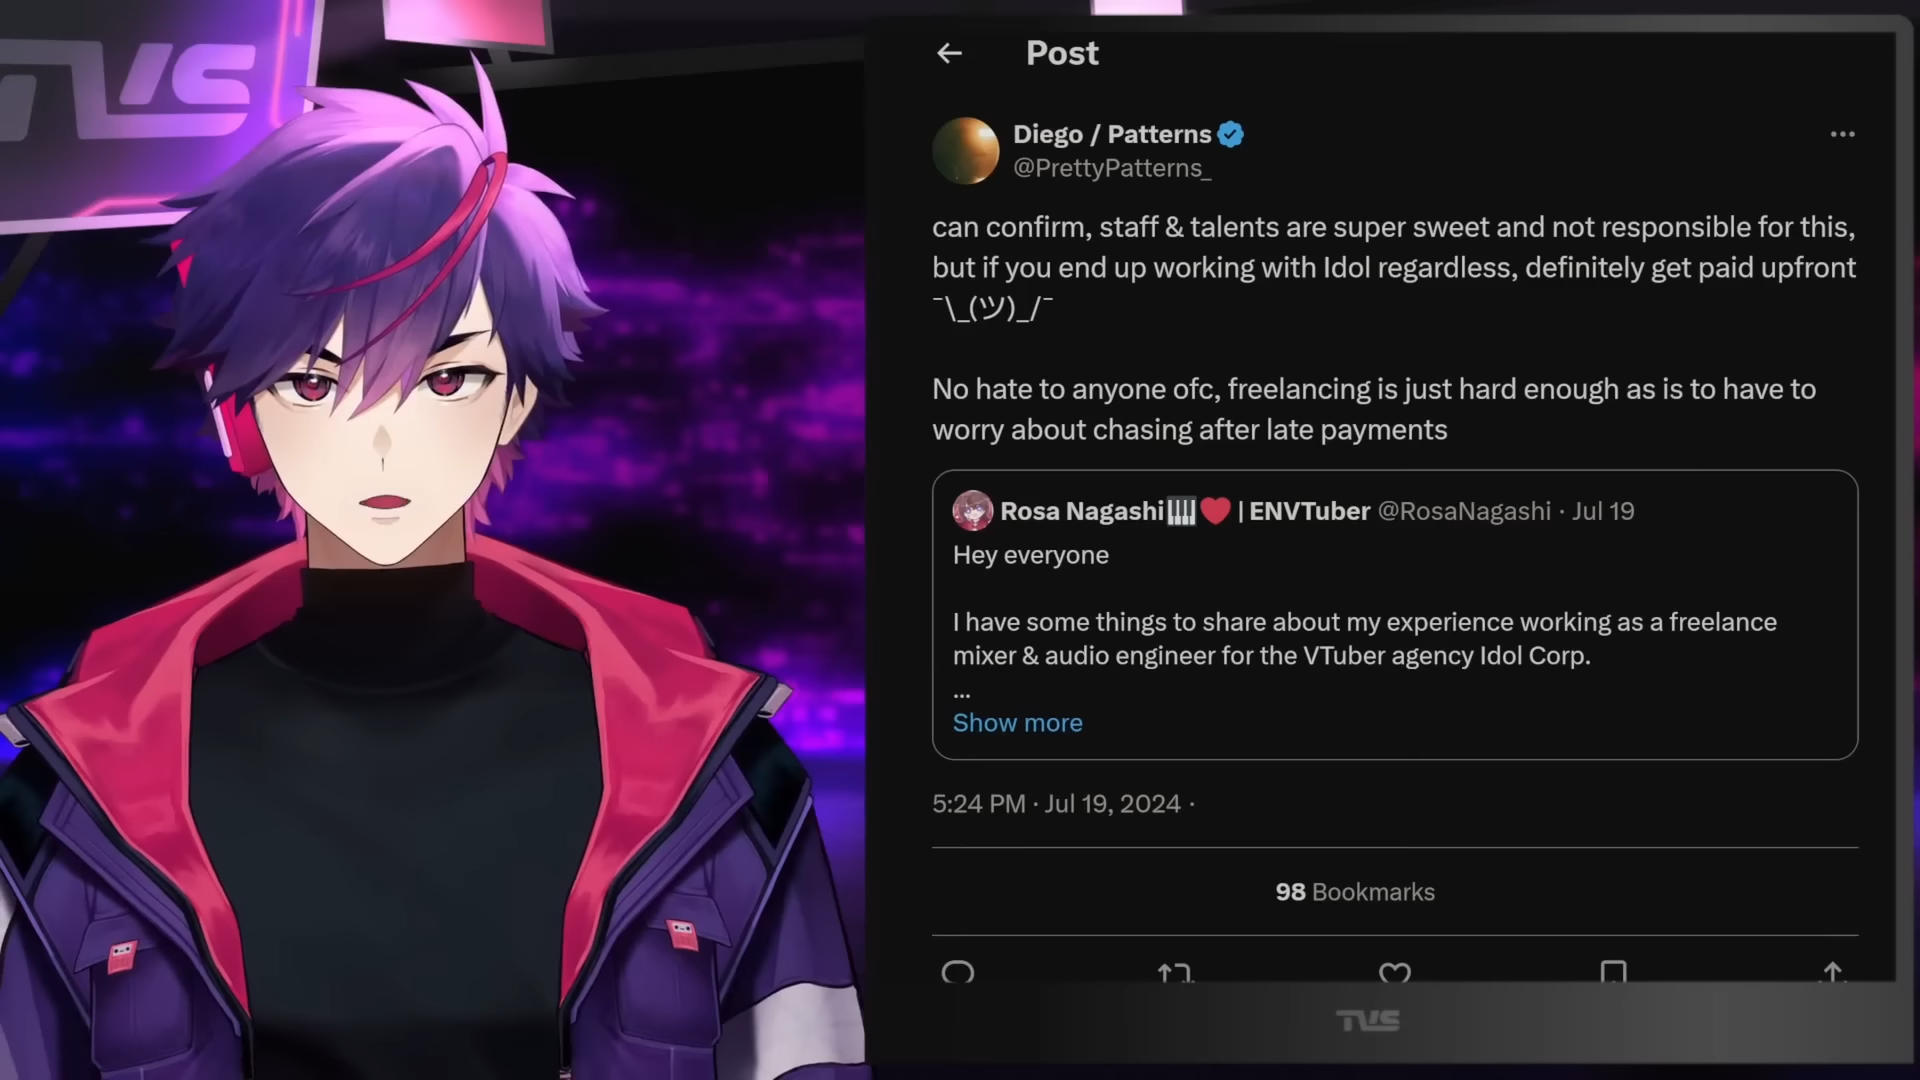 TVS
Post
Diego / Patterns
@PrettyPatterns_
can confirm, staff & talents are super sweet and not responsible for this,
but if you end up working with Idol regardless, definitely get paid upfront
¯\_(ツ)_/¯
No hate to anyone ofc, freelancing is just hard enough as is to have to
worry about chasing after late payments
Rosa Nagashi🎹❤️ | ENVTuber @RosaNagashi · Jul 19
Hey everyone
I have some things to share about my experience working as a freelance
mixer & audio engineer for the VTuber agency Idol Corp.
...
Show more
5:24 PM · Jul 19, 2024 ·
98 Bookmarks
TVS